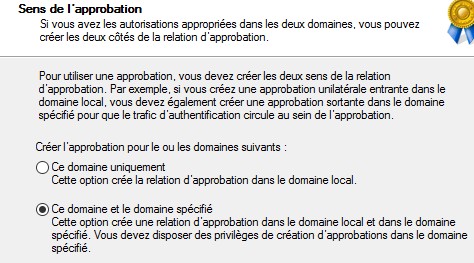 Sens de l'approbation
Si vous avez les autorisations appropriées dans les deux domaines, vous pouvez
créer les deux côtés de la relation d'approbation.
Pour utiliser une approbation, vous devez créer les deux sens de la relation
d'approbation. Par exemple, si vous créez une approbation unilatérale entrante dans le
domaine local, vous devez également créer une approbation sortante dans le domaine
spécifié pour que le trafic d'authentification circule au sein de l'approbation.
Créer l'approbation pour le ou les domaines suivants :
Ce domaine uniquement
Cette option crée la relation d'approbation dans le domaine local.
Ce domaine et le domaine spécifié
Cette option crée une relation d'approbation dans le domaine local et dans le domaine
spécifié. Vous devez disposer des privilèges de création d'approbations dans le domaine
spécifié.